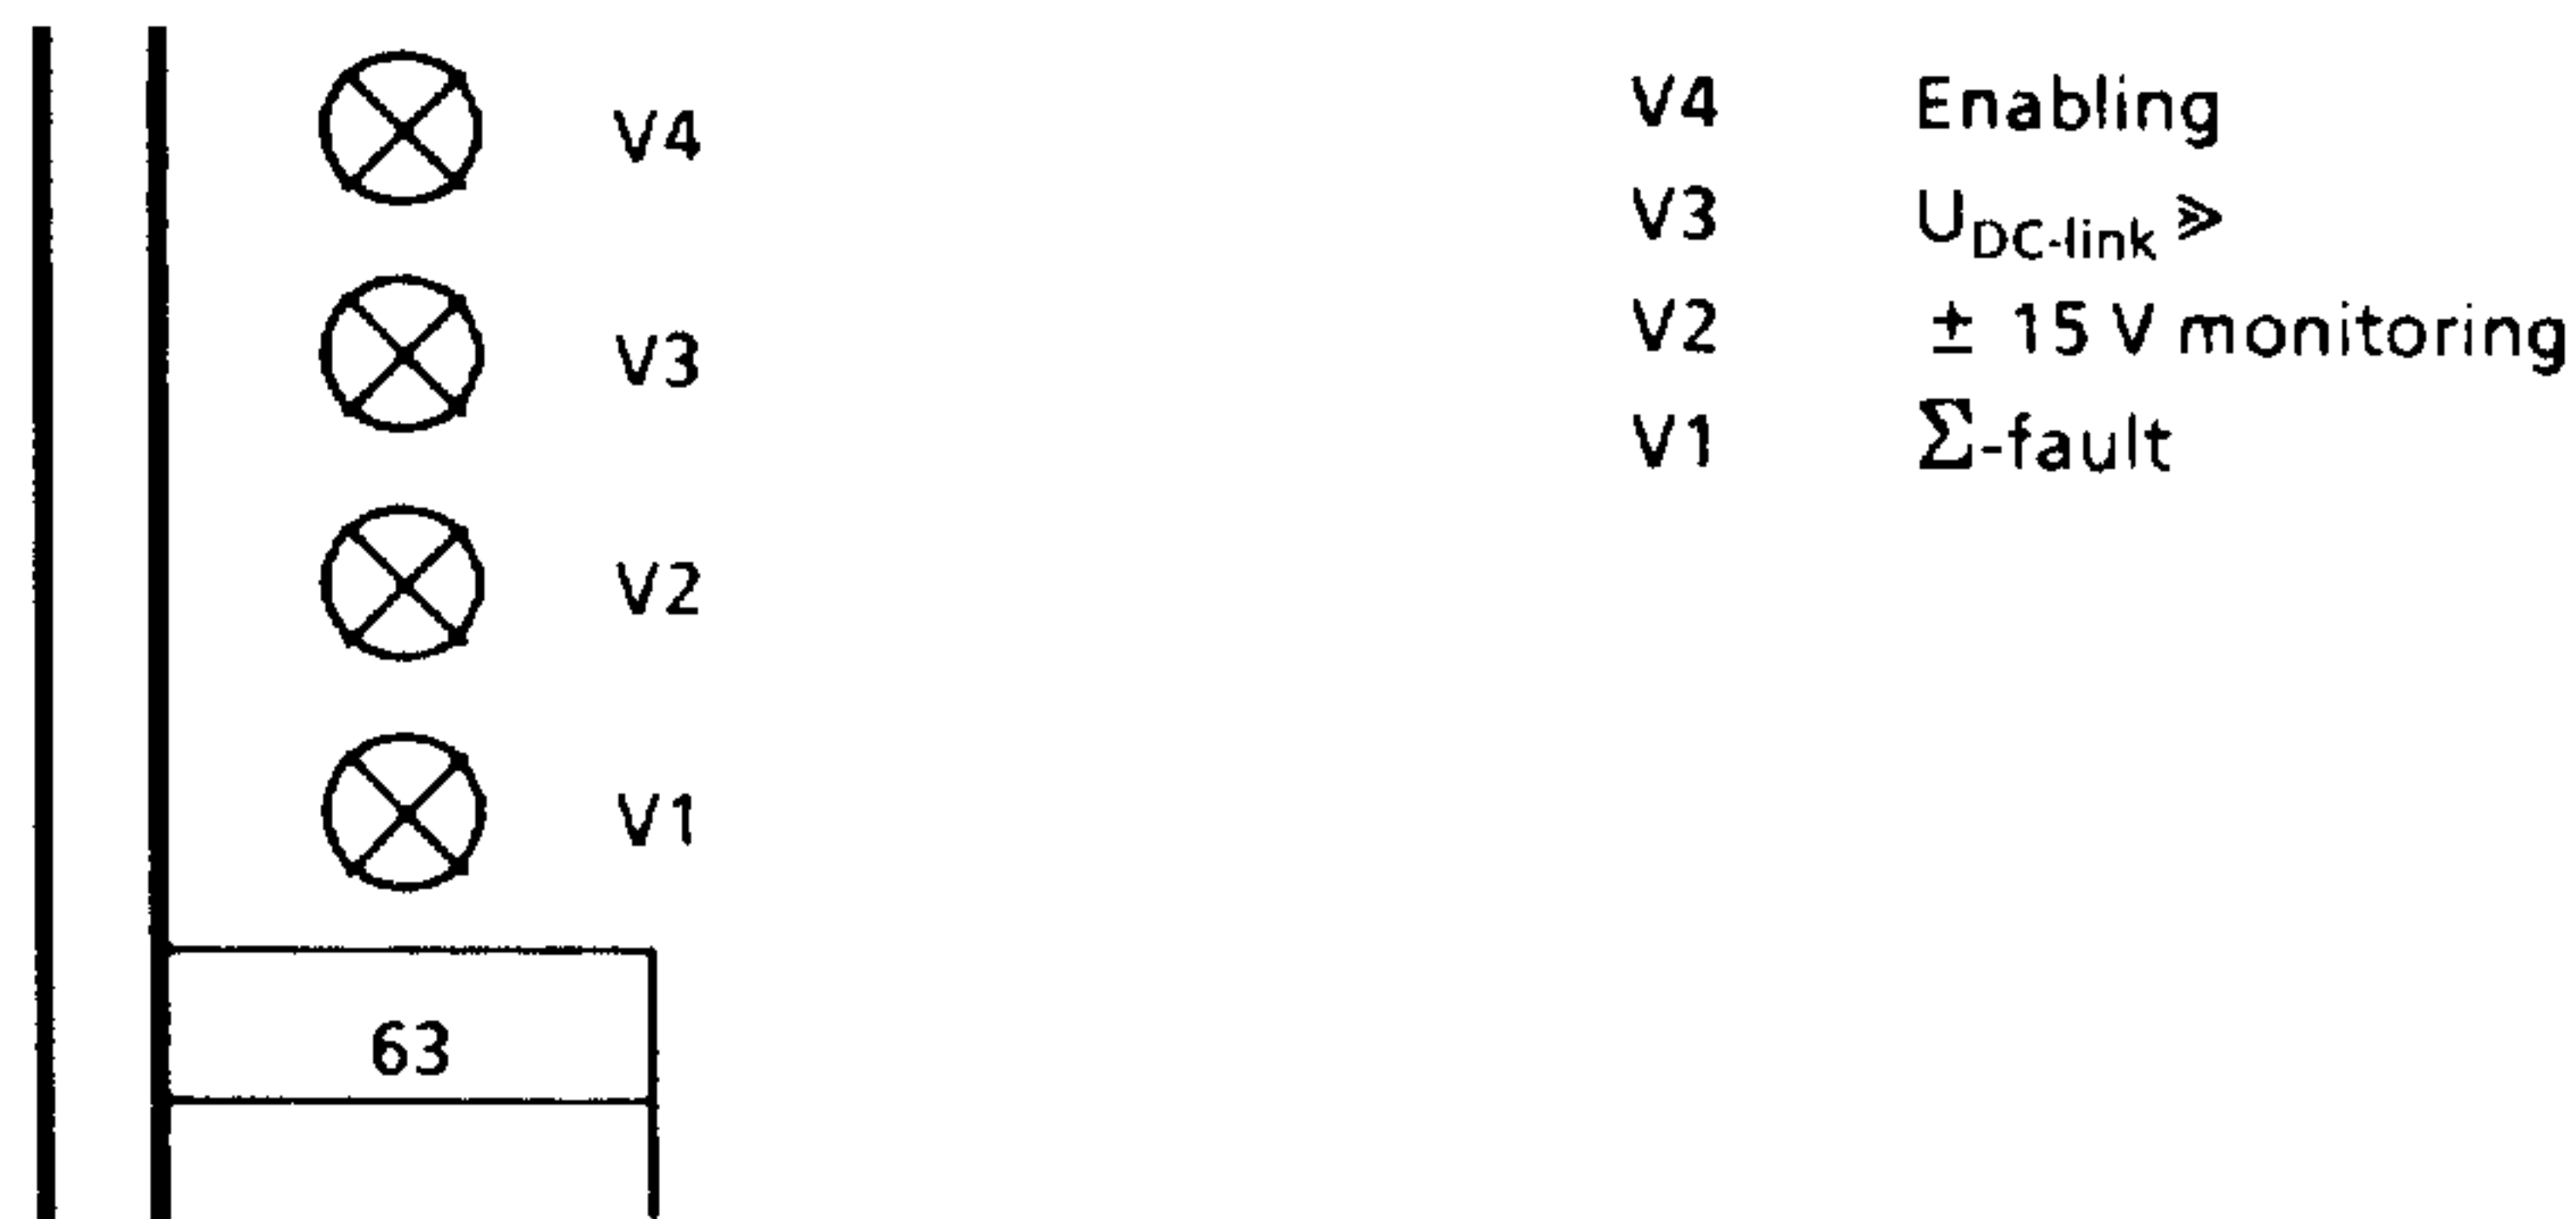 V4 Enabling
V3 U_DC-link ⪢
V2 ± 15 V monitoring
V1 Σ-fault
V4
V3
V2
V1
63